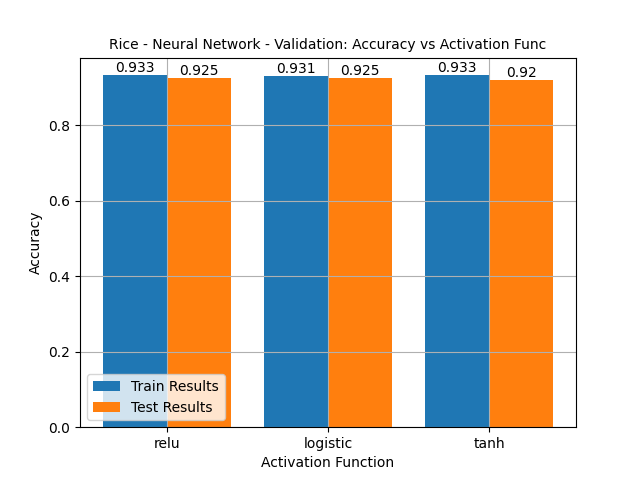 Rice - Neural Network - Validation: Accuracy vs Activation Func
0.933
0.925
0.931
0.925
0.933
0.92
Accuracy
0.8
0.6
0.4
0.2
0.0
Train Results
Test Results
relu
logistic
tanh
Activation Function